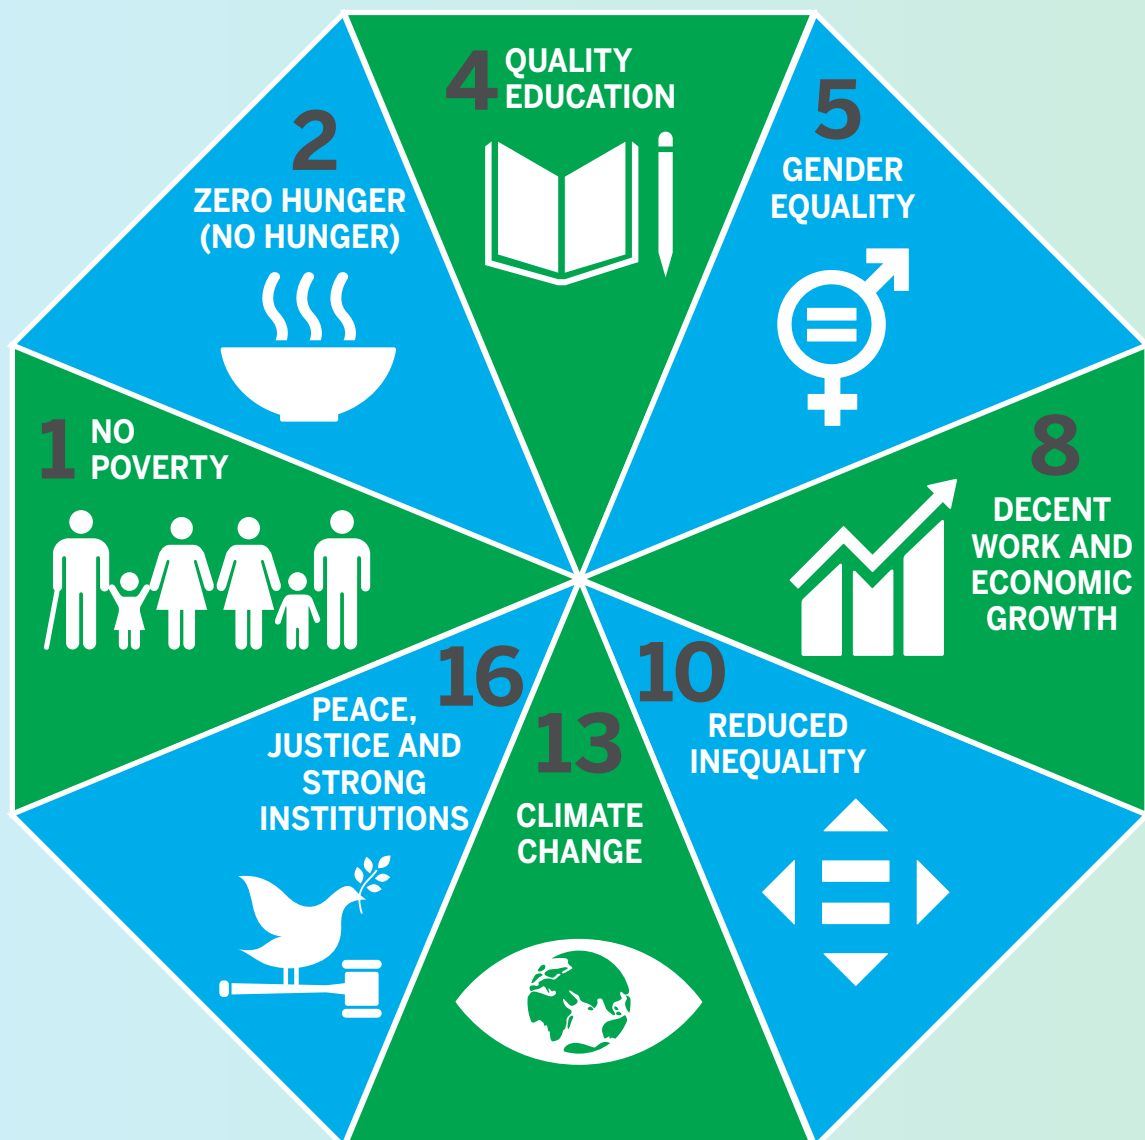 4 QUALITY
EDUCATION
5
GENDER
EQUALITY
2
ZERO HUNGER
(NO HUNGER)
1 NO
POVERTY
8
DECENT
WORK AND
ECONOMIC
GROWTH
16
PEACE,
JUSTICE AND
STRONG
INSTITUTIONS
13
CLIMATE
CHANGE
10
REDUCED
INEQUALITY